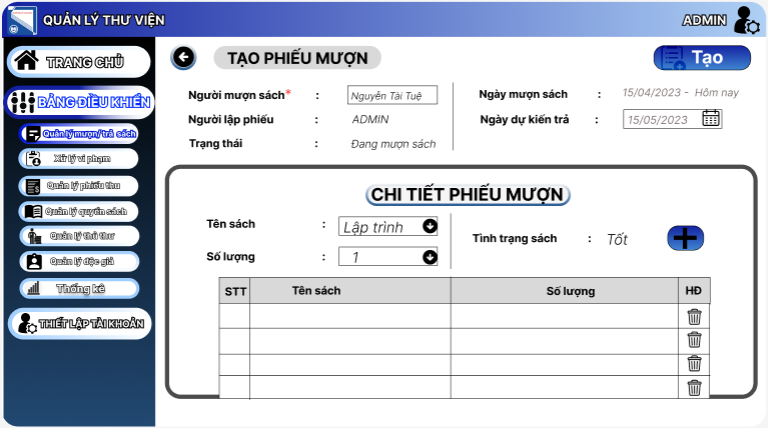 QUẢN LÝ THƯ VIỆN
ADMIN
TRANG CHỦ
BẢNG ĐIỀU KHIỂN
Quản lý mượn/ trả sách
Xử lý vi phạm
Quản lý phiếu thu
Quản lý quyển sách
Quản lý thủ thư
Quản lý độc giả
Thống kê
THIẾT LẬP TÀI KHOẢN
TẠO PHIẾU MƯỢN
Tạo
Người mượn sách* : Nguyễn Tài Tuệ
Ngày mượn sách : 15/04/2023 - Hôm nay
Người lập phiếu : ADMIN
Ngày dự kiến trả : 15/05/2023
Trạng thái : Đang mượn sách
CHI TIẾT PHIẾU MƯỢN
Tên sách : Lập trình
Tình trạng sách : Tốt
Số lượng : 1
STT Tên sách Số lượng HĐ